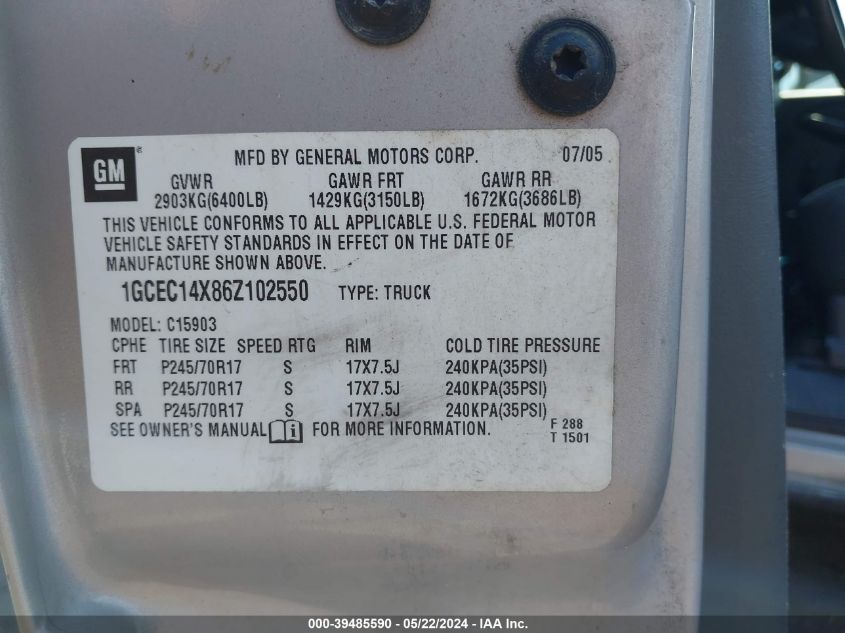 GM® MFD BY GENERAL MOTORS CORP. 07/05
GVWR GAWR FRT GAWR RR
2903KG(6400LB) 1429KG(3150LB) 1672KG(3686LB)
THIS VEHICLE CONFORMS TO ALL APPLICABLE U.S. FEDERAL MOTOR
VEHICLE SAFETY STANDARDS IN EFFECT ON THE DATE OF
MANUFACTURE SHOWN ABOVE.
1GCEC14X86Z102550 TYPE: TRUCK
MODEL: C15903
CPHE TIRE SIZE SPEED RTG RIM COLD TIRE PRESSURE
FRT P245/70R17 S 17X7.5J 240KPA(35PSI)
RR P245/70R17 S 17X7.5J 240KPA(35PSI)
SPA P245/70R17 S 17X7.5J 240KPA(35PSI)
SEE OWNER'S MANUAL i FOR MORE INFORMATION.
F 288
T 1501
000-39485590 - 05/22/2024 - IAA Inc.